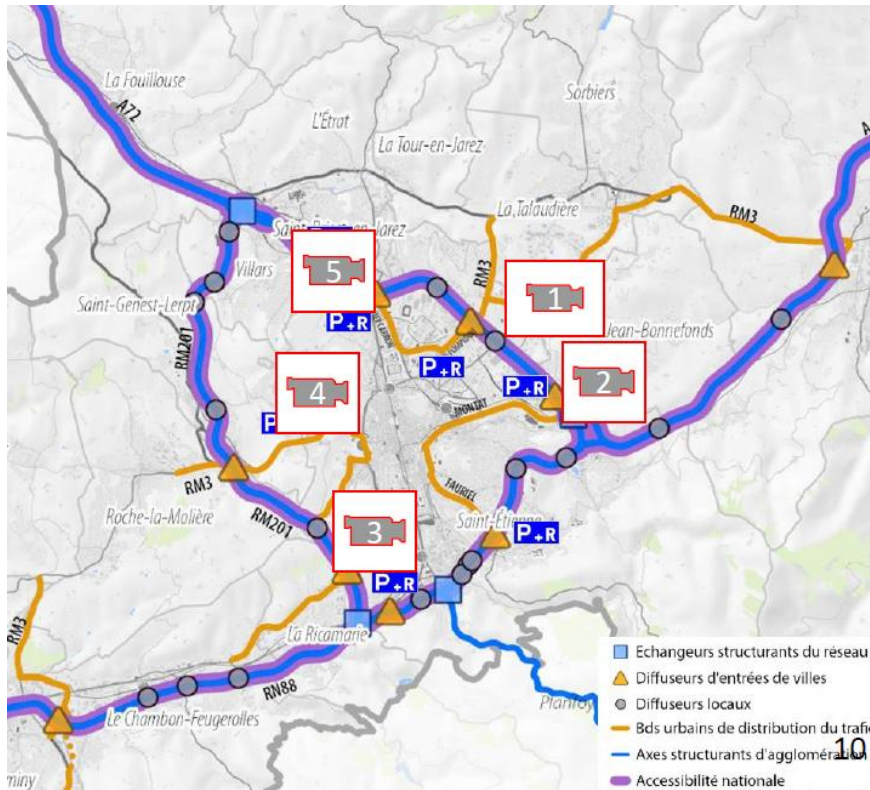 La Fouillouse
A72
L'Étrat
Sorbiers
La Tour-en-Jarez
La Talaudière
RM3
Saint-Priest-en-Jarez
Villars
5
RM3
1
Saint-Genest-Lerpt
P+R
Jean-Bonnefonds
RM201
P+R
2
P+R
4
MONTAT
RM3
TAURIEL
Roche-la-Molière
RM201
3
Saint-Étienne
P+R
P+R
La Ricamarie
RM3
RN88
Le Chambon-Feugerolles
Planfoy
miny
Echangeurs structurants du réseau
Diffuseurs d'entrées de villes
Diffuseurs locaux
Bds urbains de distribution du trafic
Axes structurants d'agglomération
10
Accessibilité nationale